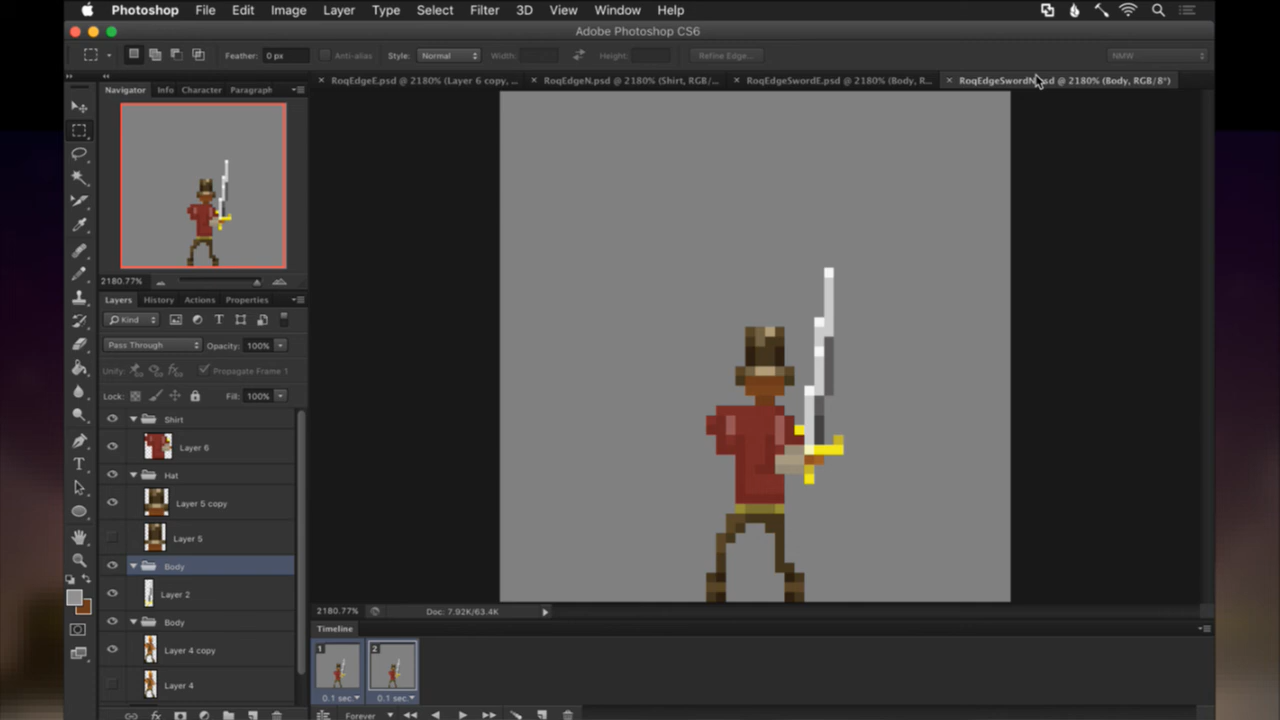 Photoshop File Edit Image Layer Type Select Filter 3D View Window Help
Adobe Photoshop CS6
Feather: 0 px Anti-alias Style: Normal Width: Height: Refine Edge... NMW
RoqEdgeE.psd @ 2180% (Layer 6 copy, ... RoqEdgeN.psd @ 2180% (Shirt, RGB/... RoqEdgeSwordE.psd @ 2180% (Body, R... RoqEdgeSwordN.psd @ 2180% (Body, RGB/8*)
Navigator Info Character Paragraph
2180.77%
Layers History Actions Properties
Kind
Pass Through Opacity: 100%
Unify: Propagate Frame 1
Lock: Fill: 100%
Shirt
Layer 6
Hat
Layer 5 copy
Layer 5
Body
Layer 2
Body
Layer 4 copy
Layer 4
2180.77% Doc: 7.92K/63.4K
Timeline
1 2
0.1 sec. 0.1 sec.
Forever